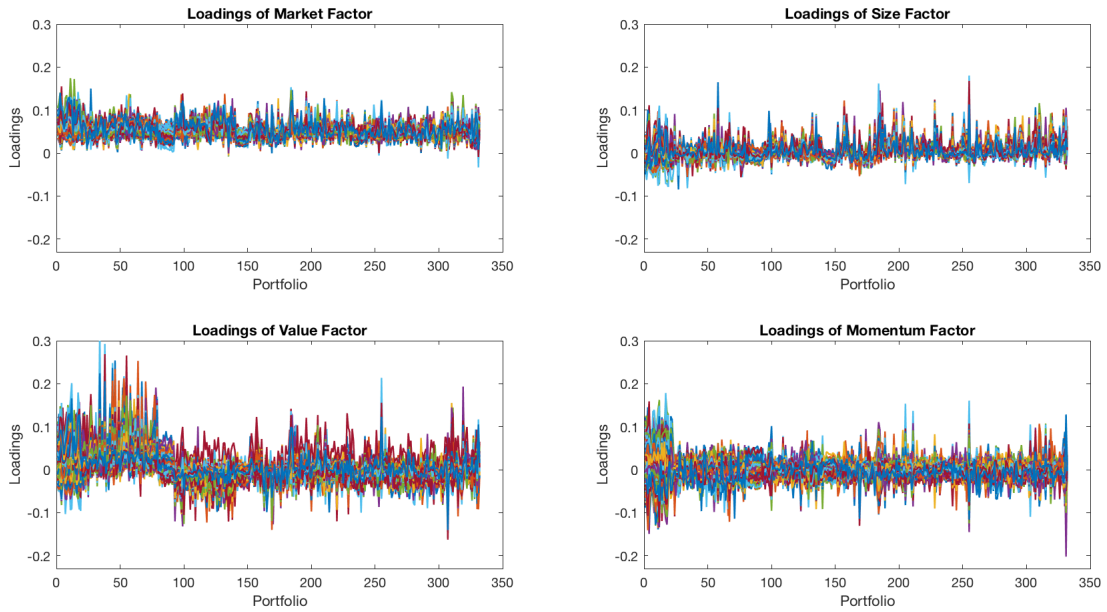 Loadings of Market Factor
0.3
0.2
0.1
0
-0.1
-0.2
Loadings
0 50 100 150 200 250 300 350
Portfolio
Loadings of Size Factor
0.3
0.2
0.1
0
-0.1
-0.2
Loadings
0 50 100 150 200 250 300 350
Portfolio
Loadings of Value Factor
0.3
0.2
0.1
0
-0.1
-0.2
Loadings
0 50 100 150 200 250 300 350
Portfolio
Loadings of Momentum Factor
0.3
0.2
0.1
0
-0.1
-0.2
Loadings
0 50 100 150 200 250 300 350
Portfolio